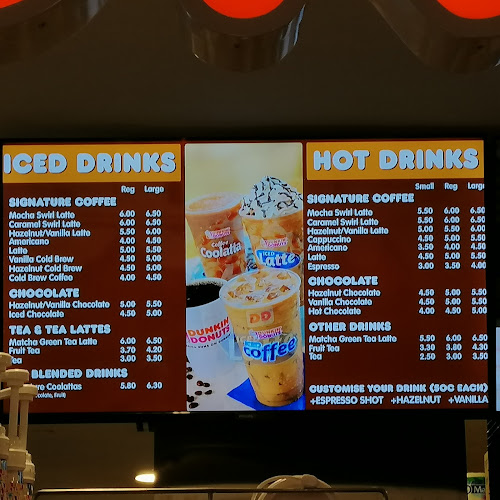 ICED DRINKS
Reg Large
SIGNATURE COFFEE
Mocha Swirl Latte 6.00 6.50
Caramel Swirl Latte 6.00 6.50
Hazelnut/Vanilla Latte 5.50 6.00
Americano 4.00 4.50
Latte 5.00 5.50
Vanilla Cold Brew 4.50 5.00
Hazelnut Cold Brew 4.50 5.00
Cold Brew Coffee 4.00 4.50
CHOCOLATE
Hazelnut/Vanilla Chocolate 5.00 5.50
Iced Chocolate 4.50 5.00
TEA & TEA LATTES
Matcha Green Tea Latte 6.00 6.50
Fruit Tea 3.70 4.20
Tea 3.00 3.50
BLENDED DRINKS
Coolattas 5.80 6.30
Fruit)
Coffee
Coolatta
ICED
Latte
DUNKIN'
DONUTS
DD
coffee
HOT DRINKS
Small Reg Large
SIGNATURE COFFEE
Mocha Swirl Latte 5.50 6.00 6.50
Caramel Swirl Latte 5.50 6.00 6.50
Hazelnut/Vanilla Latte 5.00 5.50 6.00
Cappuccino 4.50 5.00 5.50
Americano 3.50 4.00 4.50
Latte 4.50 5.00 5.50
Espresso 3.00 3.50 4.00
CHOCOLATE
Hazelnut Chocolate 4.50 5.00 5.50
Vanilla Chocolate 4.50 5.00 5.50
Hot Chocolate 4.00 4.50 5.00
OTHER DRINKS
Matcha Green Tea Latte 5.50 6.00 6.50
Fruit Tea 3.30 3.80 4.30
Tea 2.50 3.00 3.50
CUSTOMISE YOUR DRINK (50C EACH)
+ESPRESSO SHOT +HAZELNUT +VANILLA